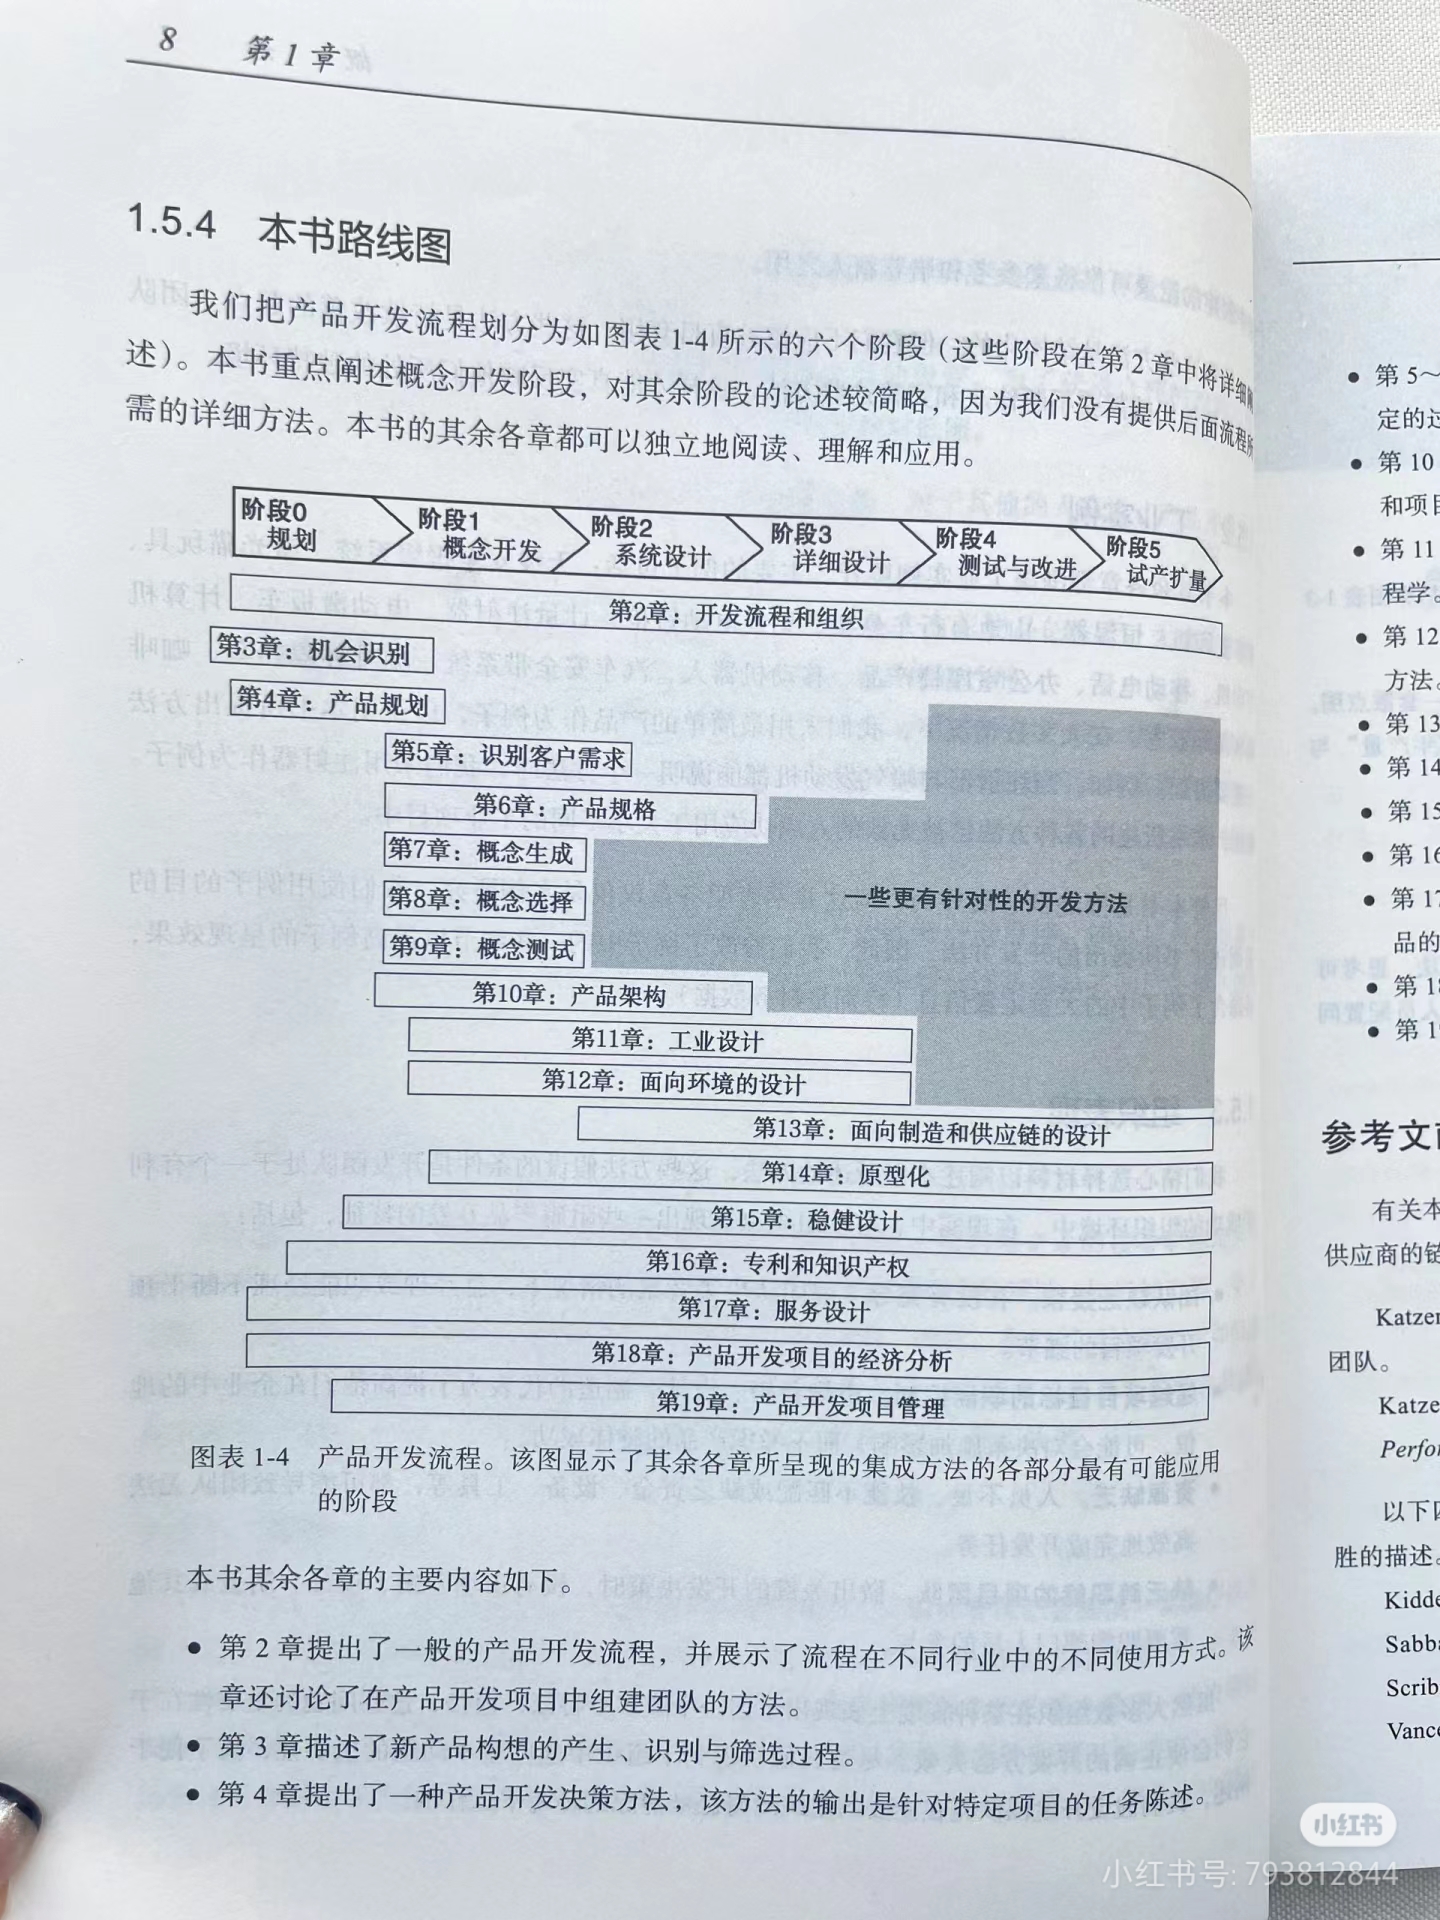 8 第1章
1.5.4 本书路线图
我们把产品开发流程划分为如图表 1-4 所示的六个阶段（这些阶段在第 2 章中将详细阐
述）。本书重点阐述概念开发阶段，对其余阶段的论述较简略，因为我们没有提供后面流程所
需的详细方法。本书的其余各章都可以独立地阅读、理解和应用。
阶段0
规划
阶段1
概念开发
阶段2
系统设计
阶段3
详细设计
阶段4
测试与改进
阶段5
试产扩量
第2章：开发流程和组织
第3章：机会识别
第4章：产品规划
第5章：识别客户需求
第6章：产品规格
第7章：概念生成
第8章：概念选择
第9章：概念测试
一些更有针对性的开发方法
第10章：产品架构
第11章：工业设计
第12章：面向环境的设计
第13章：面向制造和供应链的设计
第14章：原型化
第15章：稳健设计
第16章：专利和知识产权
第17章：服务设计
第18章：产品开发项目的经济分析
第19章：产品开发项目管理
图表 1-4 产品开发流程。该图显示了其余各章所呈现的集成方法的各部分最有可能应用
的阶段
本书其余各章的主要内容如下。
● 第 2 章提出了一般的产品开发流程，并展示了流程在不同行业中的不同使用方式。该
章还讨论了在产品开发项目中组建团队的方法。
● 第 3 章描述了新产品构想的产生、识别与筛选过程。
● 第 4 章提出了一种产品开发决策方法，该方法的输出是针对特定项目的任务陈述。
● 第 5～
定的过
● 第 10
和项目
● 第 11
程学。
● 第 12
方法。
● 第 13
● 第 14
● 第 15
● 第 16
● 第 17
品的
● 第 18
● 第 19
参考文
有关本
供应商的链
Katzen
团队。
Katze
Perfor
以下
胜的描述。
Kidde
Sabba
Scrib
Vance
小红书
小红书号: 793812844